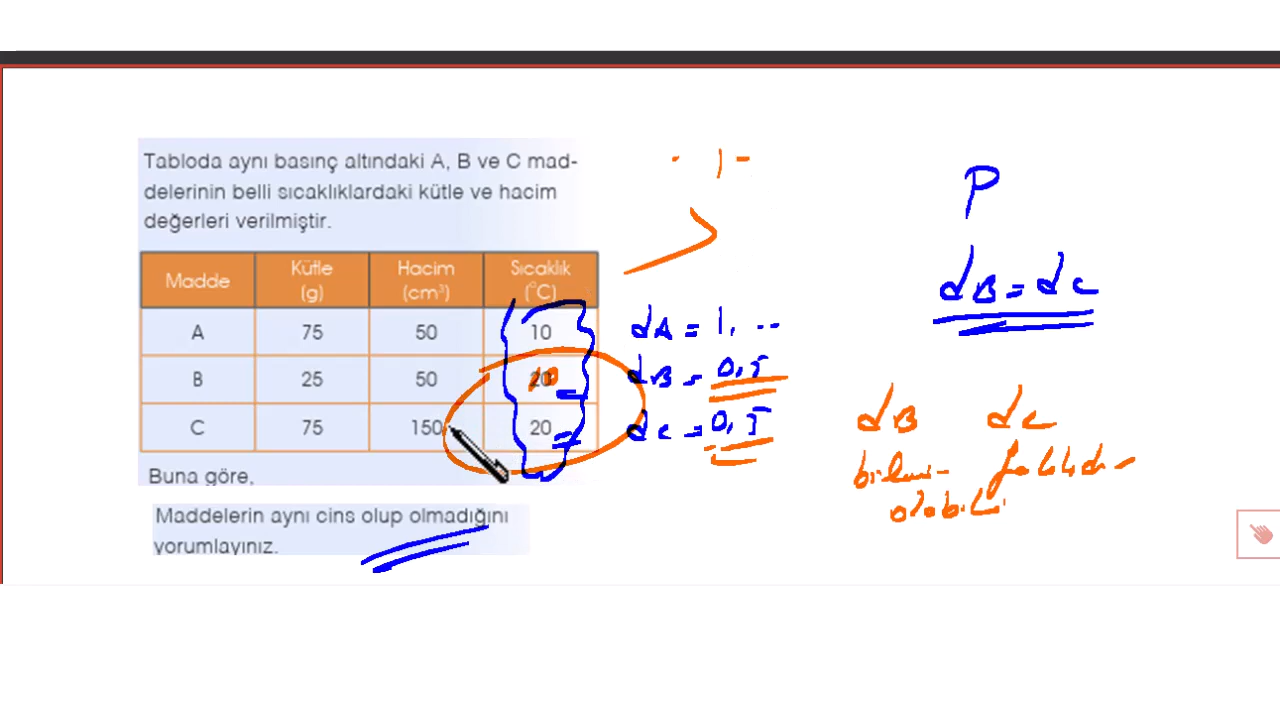 Tabloda aynı basınç altındaki A, B ve C mad-
delerinin belli sıcaklıklardaki kütle ve hacim
değerleri verilmiştir.
Madde Kütle (g) Hacim (cm³) Sıcaklık (°C)
A 75 50 10
B 25 50 20
C 75 150 20
Buna göre,
Maddelerin aynı cins olup olmadığını
yorumlayınız.
dA = 1, --
dB = 0,5
dC = 0,5
P
dB = dC
dB dC
olabilir